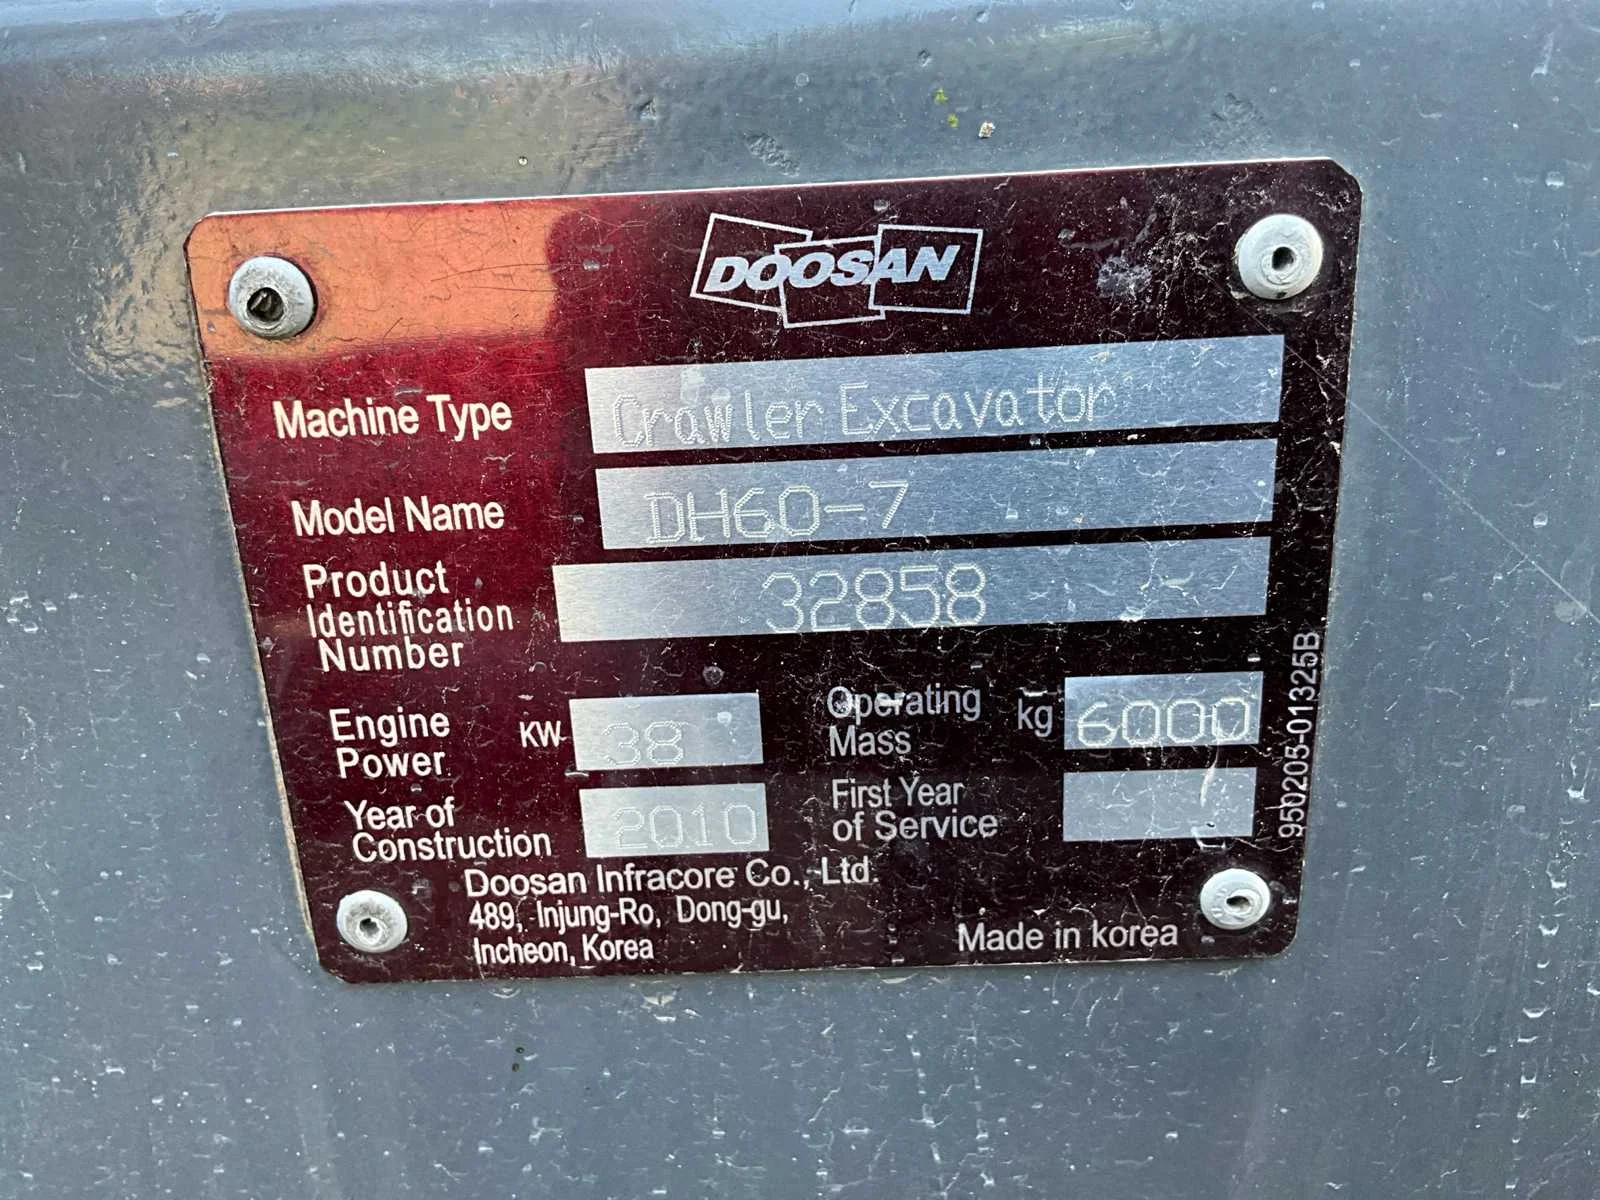 DOOSAN
Machine Type Crawler Excavator
Model Name DH60-7
Product
Identification
Number 32858
Engine
Power KW 38
Operating
Mass kg 6000
Year of
Construction 2010
First Year
of Service
Doosan Infracore Co., Ltd.
489, Injung-Ro, Dong-gu,
Incheon, Korea
Made in korea
950205-01325B